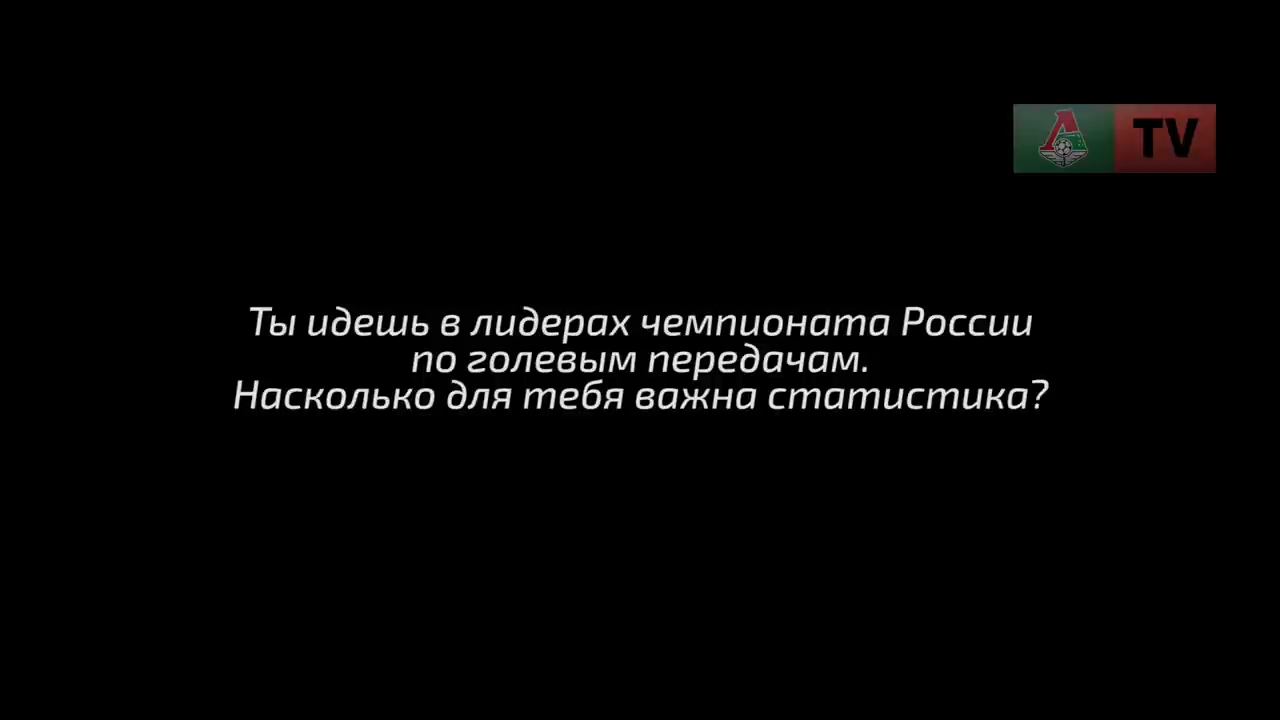 TV
Ты идешь в лидерах чемпионата России
по голевым передачам.
Насколько для тебя важна статистика?